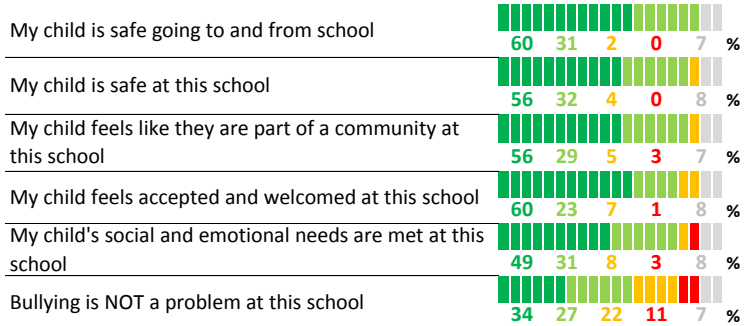 My child is safe going to and from school
60 31 2 0 7 %
My child is safe at this school
56 32 4 0 8 %
My child feels like they are part of a community at
this school
56 29 5 3 7 %
My child feels accepted and welcomed at this school
60 23 7 1 8 %
My child's social and emotional needs are met at this
school
49 31 8 3 8 %
Bullying is NOT a problem at this school
34 27 22 11 7 %